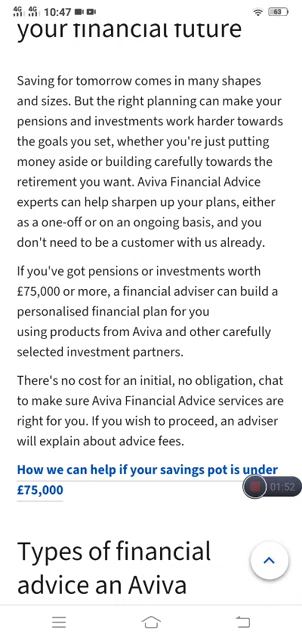 4G 4G 10:47 63
your financial future
Saving for tomorrow comes in many shapes
and sizes. But the right planning can make your
pensions and investments work harder towards
the goals you set, whether you're just putting
money aside or building carefully towards the
retirement you want. Aviva Financial Advice
experts can help sharpen up your plans, either
as a one-off or on an ongoing basis, and you
don't need to be a customer with us already.
If you've got pensions or investments worth
£75,000 or more, a financial adviser can build a
personalised financial plan for you
using products from Aviva and other carefully
selected investment partners.
There's no cost for an initial, no obligation, chat
to make sure Aviva Financial Advice services are
right for you. If you wish to proceed, an adviser
will explain about advice fees.
How we can help if your savings pot is under
£75,000
01:52
Types of financial
advice an Aviva